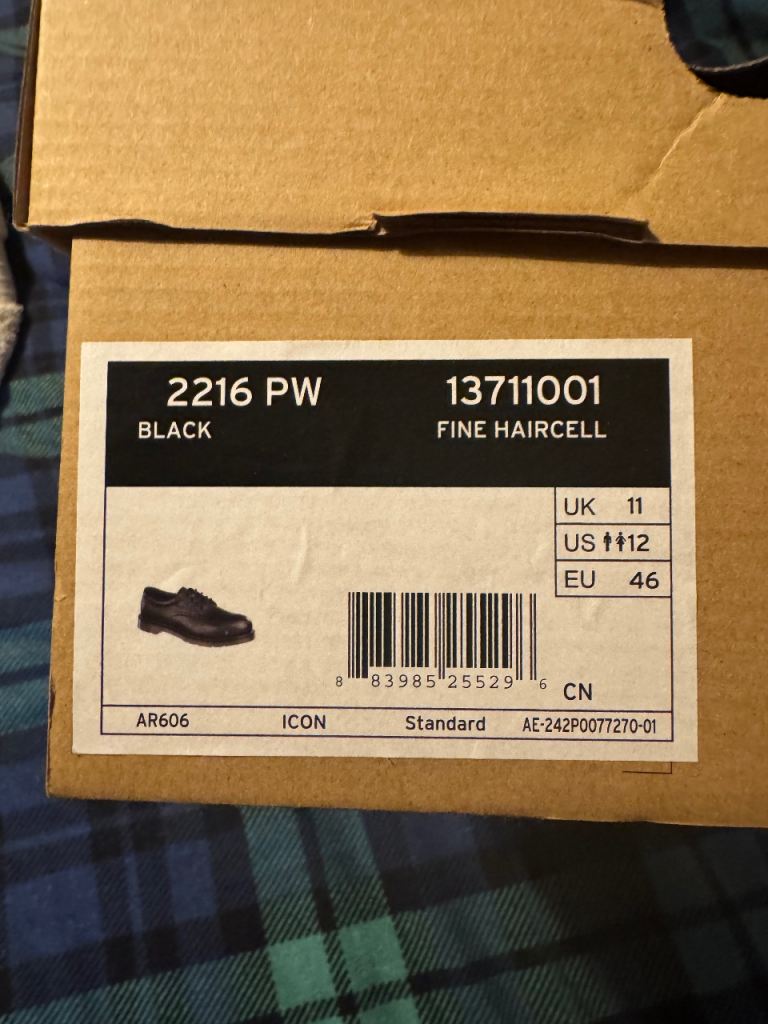 2216 PW 13711001
BLACK FINE HAIRCELL
UK 11
US 12
EU 46
8 83985 25529 6
CN
AR606 ICON Standard AE-242P0077270-01